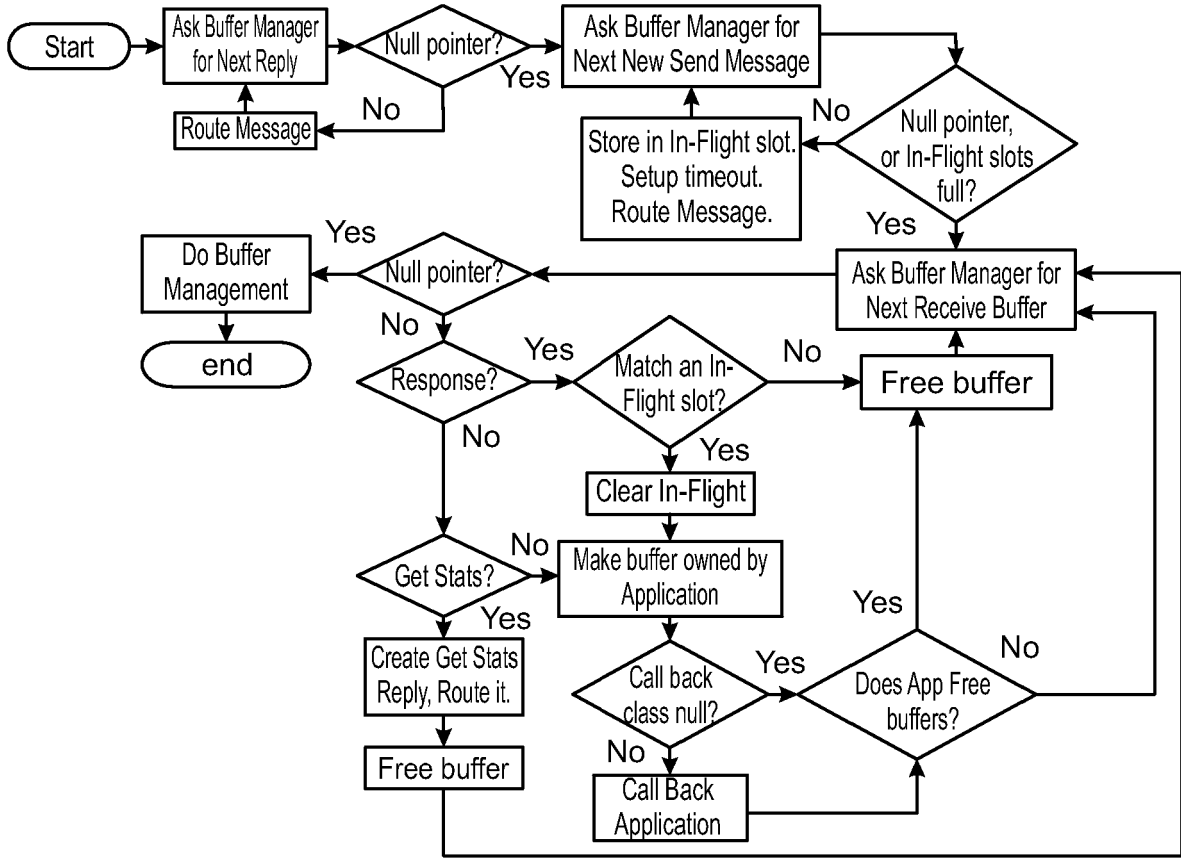 Start
Ask Buffer Manager
for Next Reply
Null pointer?
Yes
No
Route Message
Ask Buffer Manager for
Next New Send Message
No
Null pointer,
or In-Flight slots
full?
Yes
Store in In-Flight slot.
Setup timeout.
Route Message.
Ask Buffer Manager for
Next Receive Buffer
Null pointer?
Yes
Do Buffer
Management
end
No
Response?
Yes
Match an In-
Flight slot?
No
Free buffer
No
Yes
Clear In-Flight
Get Stats?
No
Make buffer owned by
Application
Yes
Create Get Stats
Reply, Route it.
Free buffer
Call back
class null?
Yes
Does App Free
buffers?
Yes
No
No
Call Back
Application